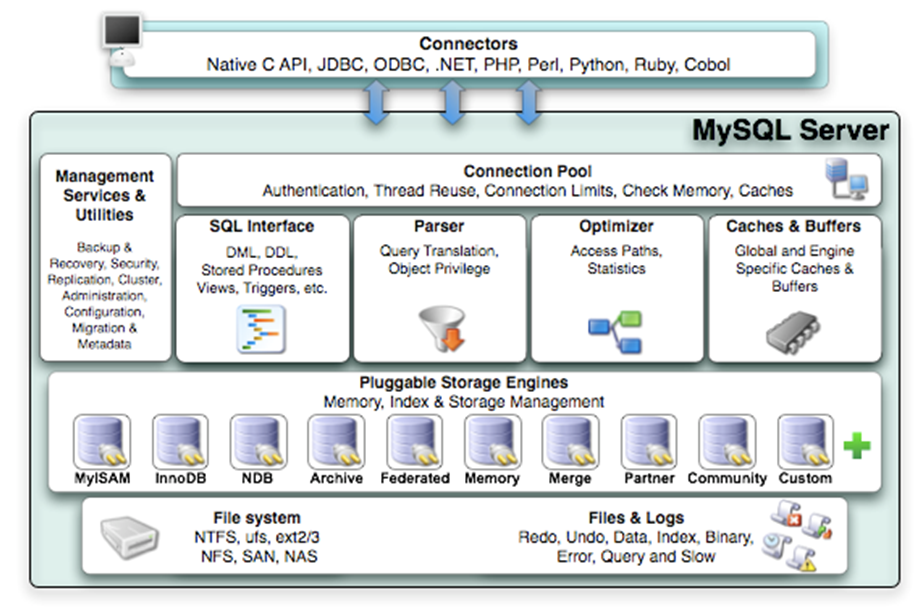 Connectors
Native C API, JDBC, ODBC, .NET, PHP, Perl, Python, Ruby, Cobol
MySQL Server
Management
Services &
Utilities
Backup &
Recovery, Security,
Replication, Cluster,
Administration,
Configuration,
Migration &
Metadata
Connection Pool
Authentication, Thread Reuse, Connection Limits, Check Memory, Caches
SQL Interface
DML, DDL,
Stored Procedures
Views, Triggers, etc.
Parser
Query Translation,
Object Privilege
Optimizer
Access Paths,
Statistics
Caches & Buffers
Global and Engine
Specific Caches &
Buffers
Pluggable Storage Engines
Memory, Index & Storage Management
MyISAM
InnoDB
NDB
Archive
Federated
Memory
Merge
Partner
Community
Custom
File system
NTFS, ufs, ext2/3
NFS, SAN, NAS
Files & Logs
Redo, Undo, Data, Index, Binary,
Error, Query and Slow